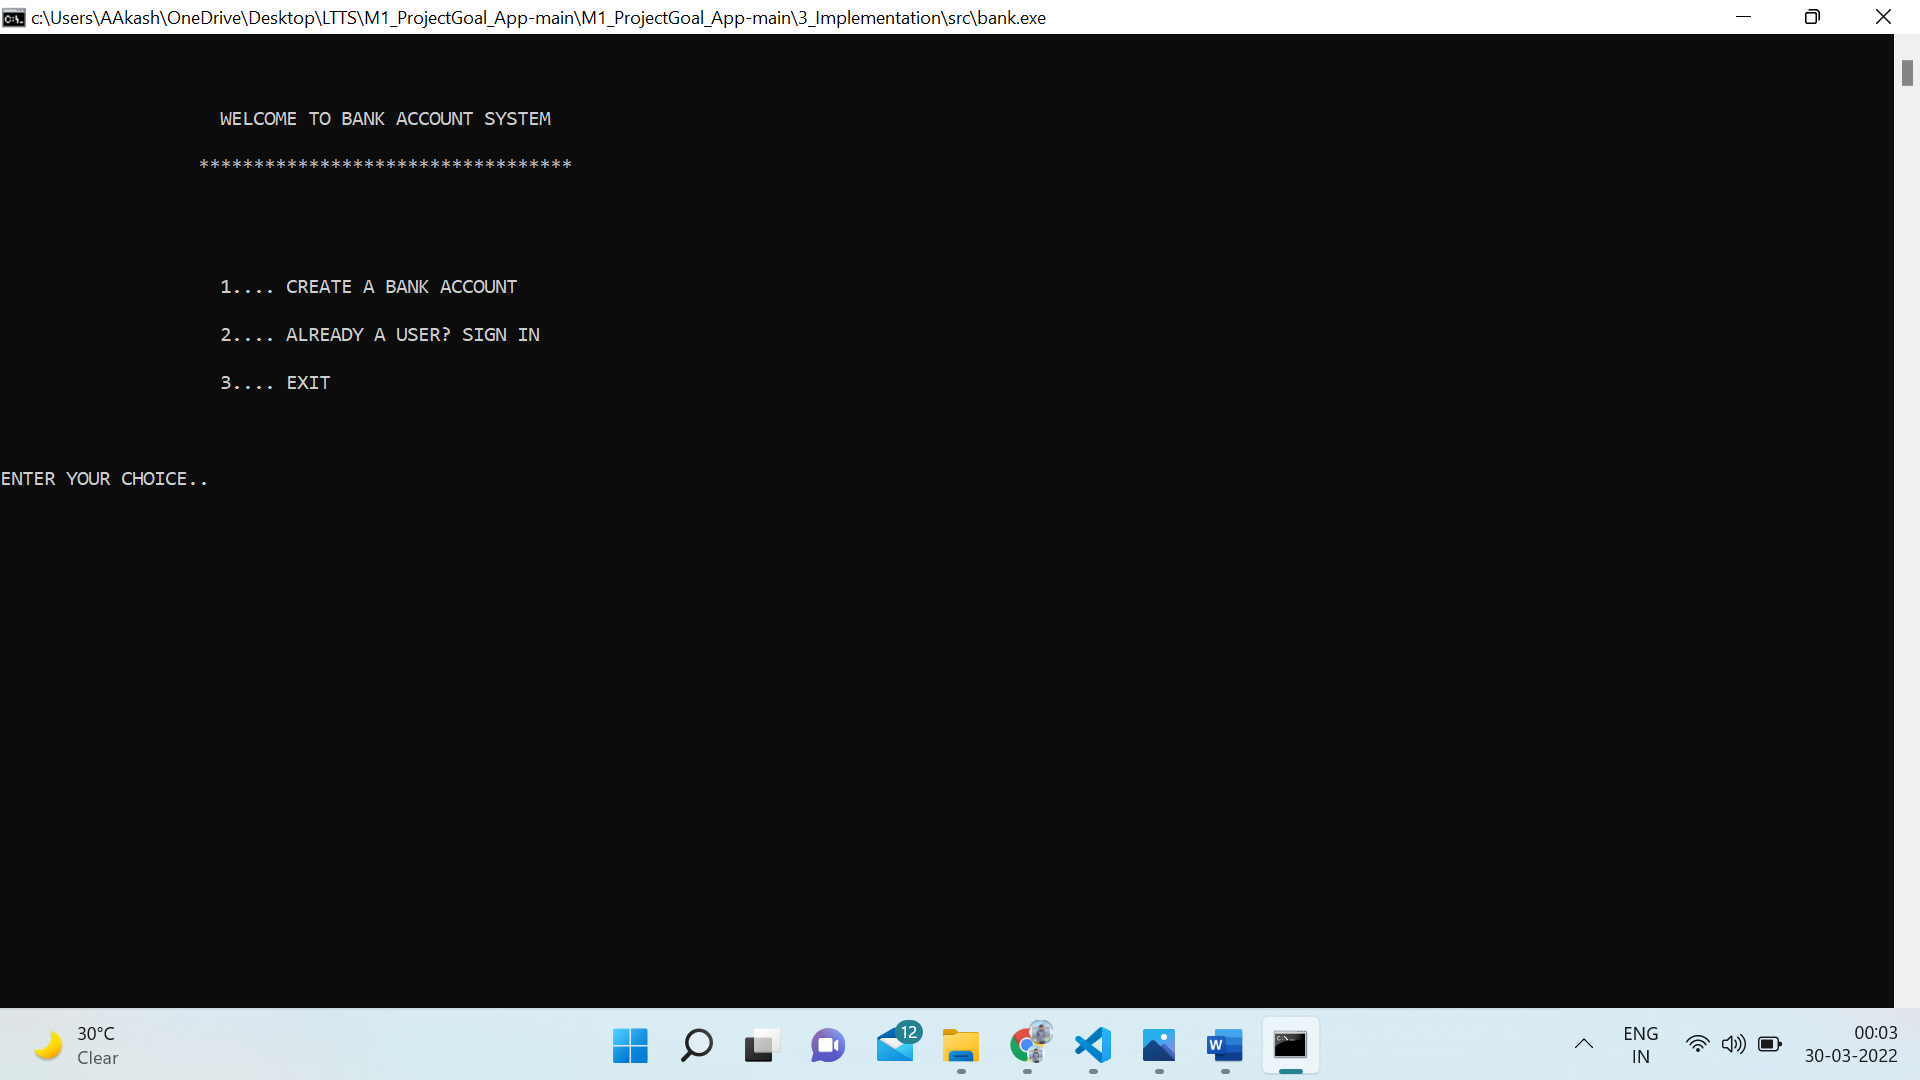 c:\Users\AAkash\OneDrive\Desktop\LTTS\M1_ProjectGoal_App-main\M1_ProjectGoal_App-main\3_Implementation\src\bank.exe
WELCOME TO BANK ACCOUNT SYSTEM
**********************************
1.... CREATE A BANK ACCOUNT
2.... ALREADY A USER? SIGN IN
3.... EXIT
ENTER YOUR CHOICE..
30°C
Clear
12
ENG
IN
00:03
30-03-2022